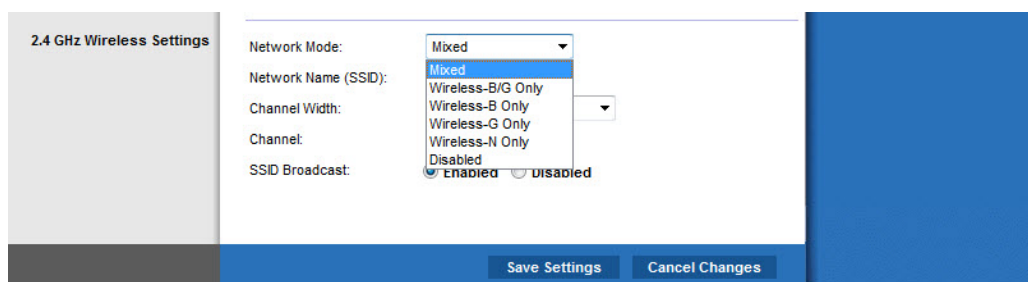 2.4 GHz Wireless Settings
Network Mode: Mixed
Mixed
Wireless-B/G Only
Wireless-B Only
Wireless-G Only
Wireless-N Only
Disabled
Network Name (SSID):
Channel Width:
Channel:
SSID Broadcast: Enabled Disabled
Save Settings Cancel Changes